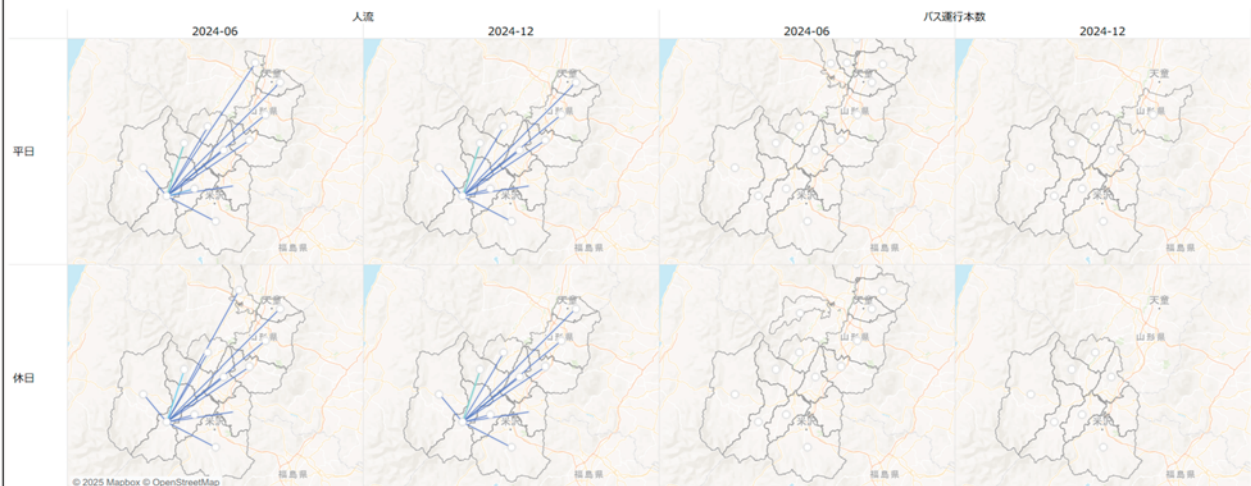 人流
バス運行本数
2024-06
2024-12
2024-06
2024-12
天童
山形県
米沢
福島県
天童
山形県
米沢
福島県
天童
山形県
米沢
福島県
天童
山形県
米沢
福島県
平日
天童
山形県
米沢
福島県
天童
山形県
米沢
福島県
天童
山形県
米沢
福島県
天童
山形県
米沢
福島県
休日
© 2025 Mapbox © OpenStreetMap